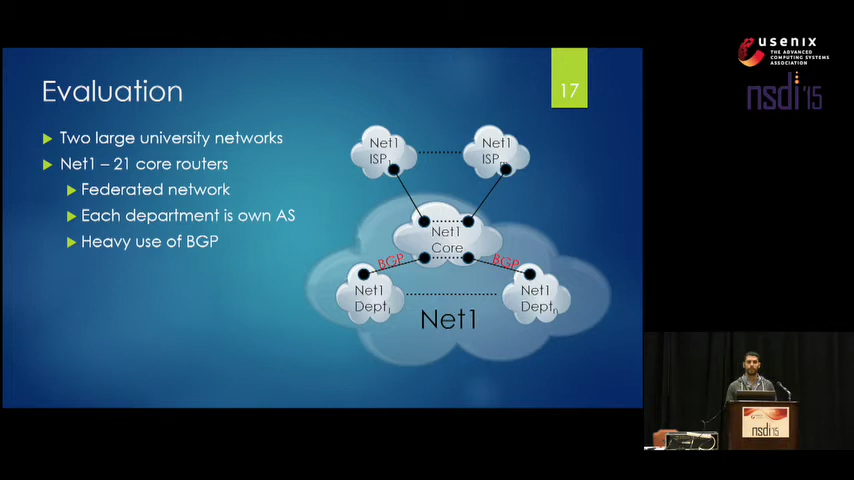 usenix
THE ADVANCED
COMPUTING SYSTEMS
ASSOCIATION
nsdi '15
Evaluation
17
Two large university networks
Net1 – 21 core routers
Federated network
Each department is own AS
Heavy use of BGP
Net1
ISP1
Net1
ISPm
Net1
Core
BGP
BGP
Net1
Dept1
Net1
Deptn
Net1
nsdi '15